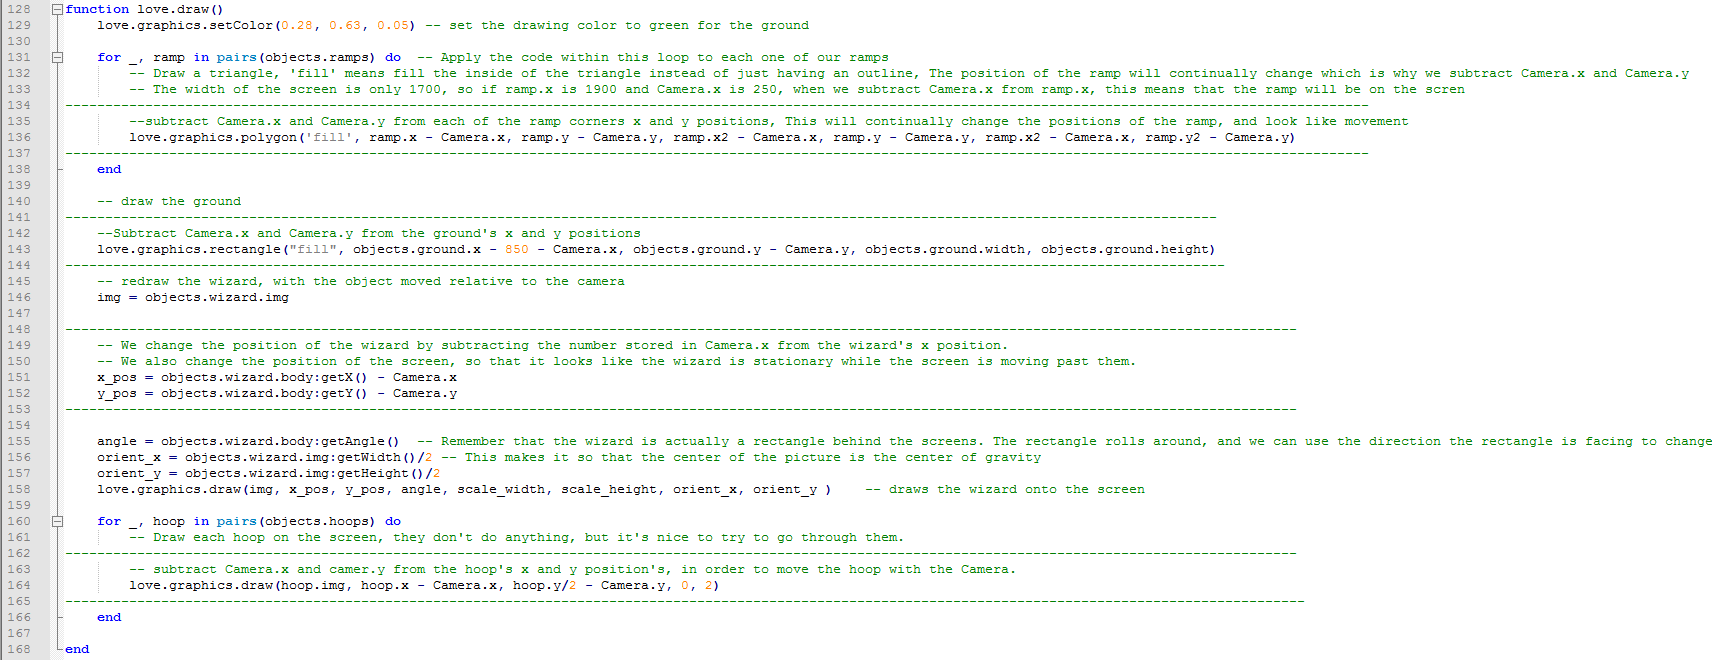 128 function love.draw()
129 love.graphics.setColor(0.28, 0.63, 0.05) -- set the drawing color to green for the ground
130
131 for _, ramp in pairs(objects.ramps) do -- Apply the code within this loop to each one of our ramps
132 -- Draw a triangle, 'fill' means fill the inside of the triangle instead of just having an outline, The position of the ramp will continually change which is why we subtract Camera.x and Camera.y
133 -- The width of the screen is only 1700, so if ramp.x is 1900 and Camera.x is 250, when we subtract Camera.x from ramp.x, this means that the ramp will be on the scren
134
135 --subtract Camera.x and Camera.y from each of the ramp corners x and y positions, This will continually change the positions of the ramp, and look like movement
136 love.graphics.polygon('fill', ramp.x - Camera.x, ramp.y - Camera.y, ramp.x2 - Camera.x, ramp.y - Camera.y, ramp.x2 - Camera.x, ramp.y2 - Camera.y)
137
138 end
139
140 -- draw the ground
141
142 --Subtract Camera.x and Camera.y from the ground's x and y positions
143 love.graphics.rectangle("fill", objects.ground.x - 850 - Camera.x, objects.ground.y - Camera.y, objects.ground.width, objects.ground.height)
144
145 -- redraw the wizard, with the object moved relative to the camera
146 img = objects.wizard.img
147
148
149 -- We change the position of the wizard by subtracting the number stored in Camera.x from the wizard's x position.
150 -- We also change the position of the screen, so that it looks like the wizard is stationary while the screen is moving past them.
151 x_pos = objects.wizard.body:getX() - Camera.x
152 y_pos = objects.wizard.body:getY() - Camera.y
153
154
155 angle = objects.wizard.body:getAngle() -- Remember that the wizard is actually a rectangle behind the screens. The rectangle rolls around, and we can use the direction the rectangle is facing to change
156 orient_x = objects.wizard.img:getWidth()/2 -- This makes it so that the center of the picture is the center of gravity
157 orient_y = objects.wizard.img:getHeight()/2
158 love.graphics.draw(img, x_pos, y_pos, angle, scale_width, scale_height, orient_x, orient_y ) -- draws the wizard onto the screen
159
160 for _, hoop in pairs(objects.hoops) do
161 -- Draw each hoop on the screen, they don't do anything, but it's nice to try to go through them.
162
163 -- subtract Camera.x and camer.y from the hoop's x and y position's, in order to move the hoop with the Camera.
164 love.graphics.draw(hoop.img, hoop.x - Camera.x, hoop.y/2 - Camera.y, 0, 2)
165
166 end
167
168 end